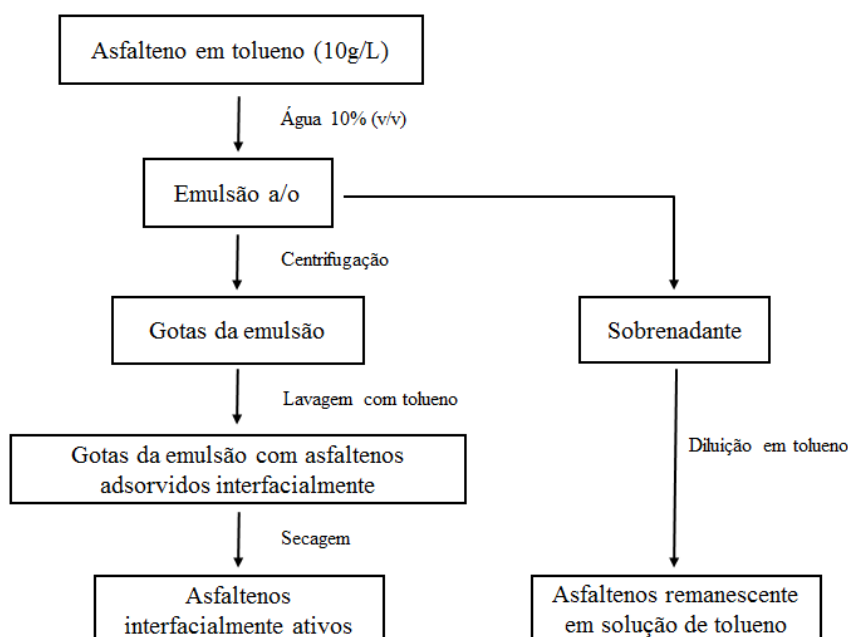 Asfalteno em tolueno (10g/L)
Água 10% (v/v)
Emulsão a/o
Centrifugação
Gotas da emulsão
Sobrenadante
Lavagem com tolueno
Gotas da emulsão com asfaltenos
adsorvidos interfacialmente
Diluição em tolueno
Secagem
Asfaltenos
interfacialmente ativos
Asfaltenos remanescente
em solução de tolueno